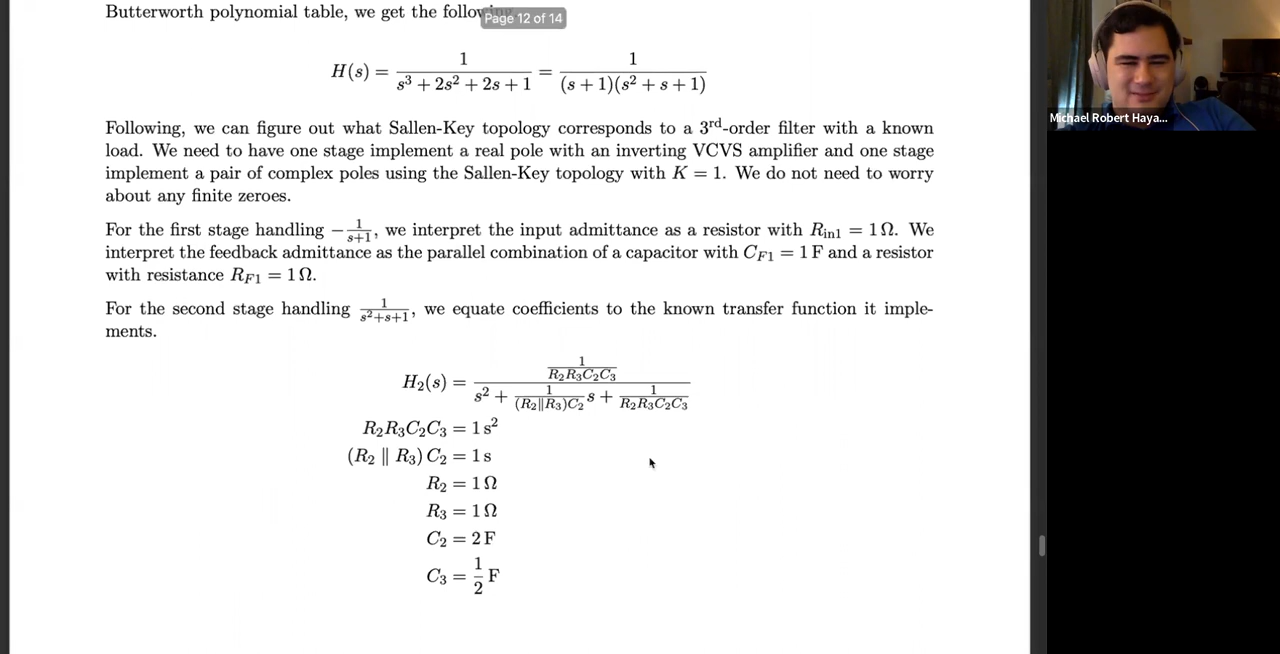 Butterworth polynomial table, we get the follow
Page 12 of 14
H(s) = 1 / (s³ + 2s² + 2s + 1) = 1 / ((s + 1)(s² + s + 1))
Following, we can figure out what Sallen-Key topology corresponds to a 3rd-order filter with a known
load. We need to have one stage implement a real pole with an inverting VCVS amplifier and one stage
implement a pair of complex poles using the Sallen-Key topology with K = 1. We do not need to worry
about any finite zeroes.
For the first stage handling −1/(s+1), we interpret the input admittance as a resistor with Rin1 = 1 Ω. We
interpret the feedback admittance as the parallel combination of a capacitor with CF1 = 1 F and a resistor
with resistance RF1 = 1 Ω.
For the second stage handling 1/(s²+s+1), we equate coefficients to the known transfer function it imple-
ments.
H₂(s) = (1/(R₂R₃C₂C₃)) / (s² + (1/((R₂∥R₃)C₂))s + 1/(R₂R₃C₂C₃))
R₂R₃C₂C₃ = 1 s²
(R₂ ∥ R₃) C₂ = 1 s
R₂ = 1 Ω
R₃ = 1 Ω
C₂ = 2 F
C₃ = 1/2 F
Michael Robert Haya...